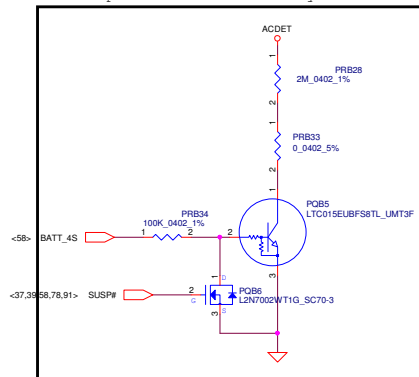 ACDET
1
PRB28
2M_0402_1%
2
1
PRB33
0_0402_5%
2
1
PQB5
LTC015EUBFS8TL_UMT3F
PRB34
100K_0402_1%
<58> BATT_4S
1 2 2
3
1 D
PQB6
L2N7002WT1G_SC70-3
<37,39,58,78,91> SUSP#
2
G
3 S